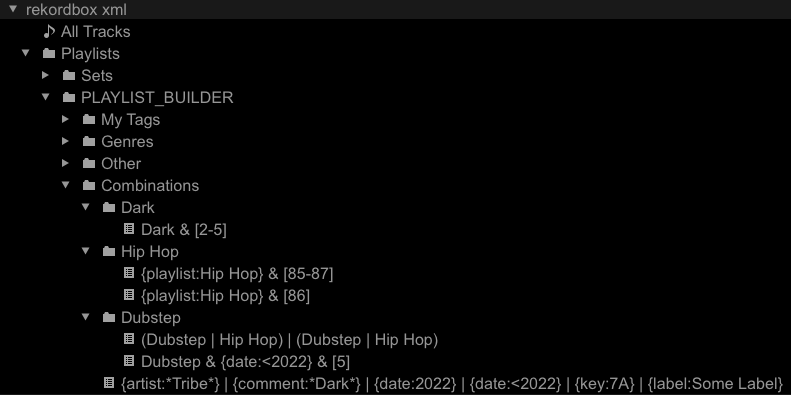 rekordbox xml
All Tracks
Playlists
Sets
PLAYLIST_BUILDER
My Tags
Genres
Other
Combinations
Dark
Dark & [2-5]
Hip Hop
{playlist:Hip Hop} & [85-87]
{playlist:Hip Hop} & [86]
Dubstep
(Dubstep | Hip Hop) | (Dubstep | Hip Hop)
Dubstep & {date:<2022} & [5]
{artist:*Tribe*} | {comment:*Dark*} | {date:2022} | {date:<2022} | {key:7A} | {label:Some Label}